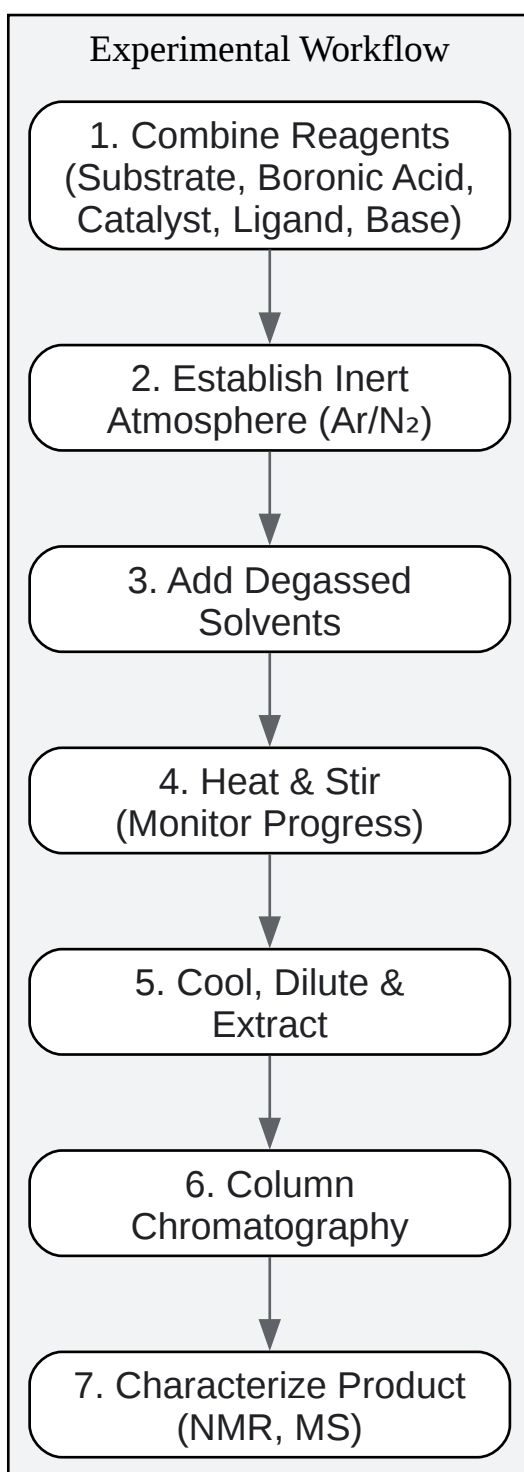 Experimental Workflow
1. Combine Reagents
(Substrate, Boronic Acid,
Catalyst, Ligand, Base)
2. Establish Inert
Atmosphere (Ar/N₂)
3. Add Degassed
Solvents
4. Heat & Stir
(Monitor Progress)
5. Cool, Dilute &
Extract
6. Column
Chromatography
7. Characterize Product
(NMR, MS)